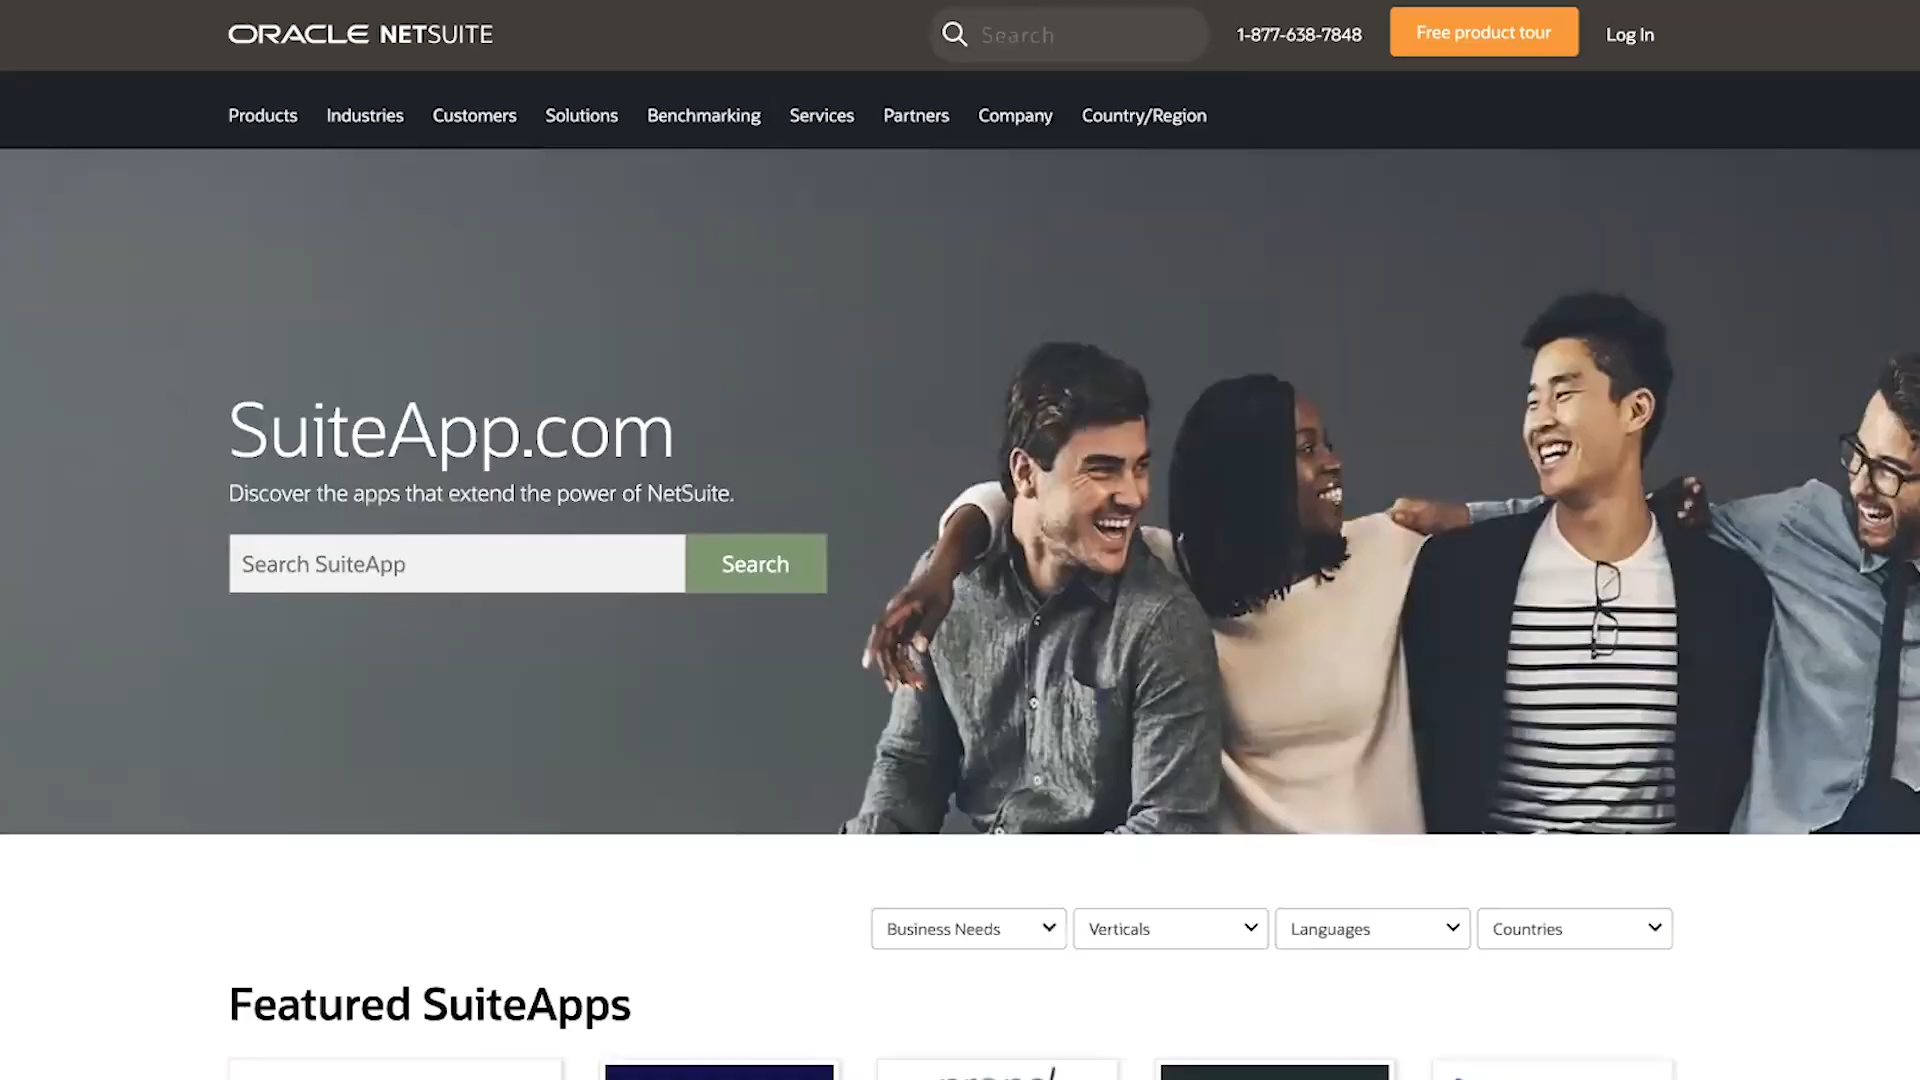 ORACLE NETSUITE
Search
1-877-638-7848
Free product tour
Log In
Products
Industries
Customers
Solutions
Benchmarking
Services
Partners
Company
Country/Region
SuiteApp.com
Discover the apps that extend the power of NetSuite.
Search SuiteApp
Search
Business Needs
Verticals
Languages
Countries
Featured SuiteApps